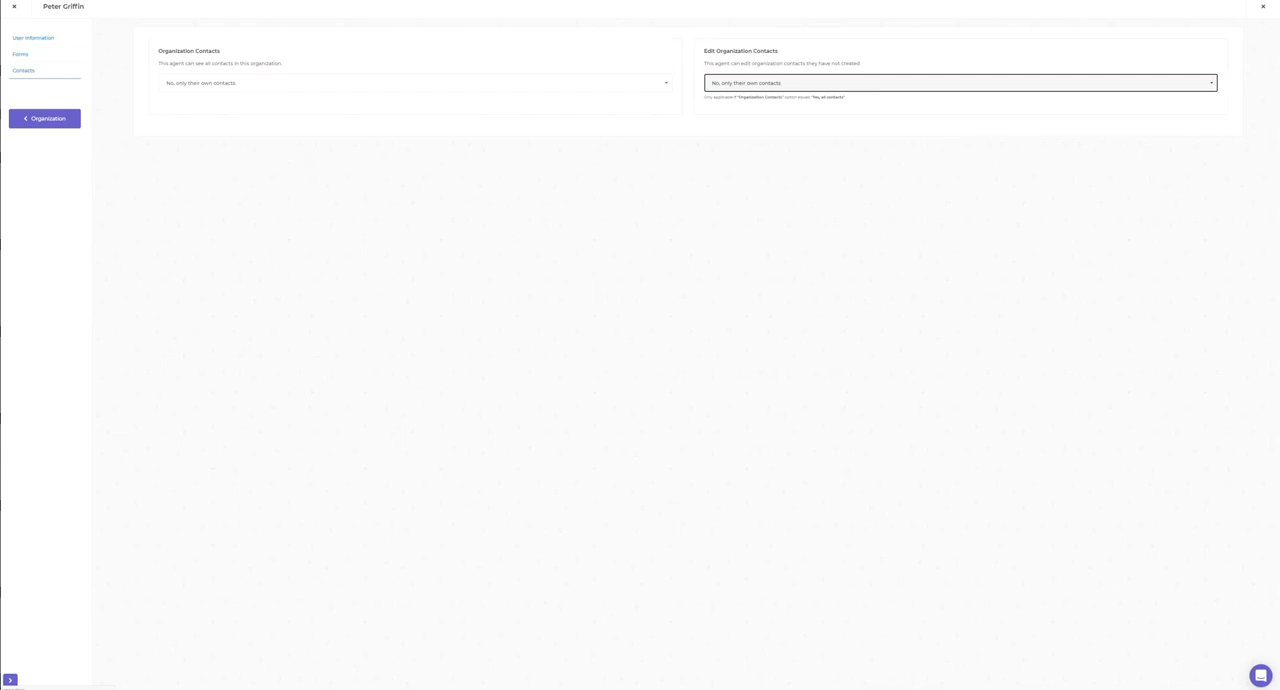 Peter Griffin
User Information
Forms
Contacts
Organization
Organization Contacts
This agent can see all contacts in this organization.
No, only their own contacts
Edit Organization Contacts
This agent can edit organization contacts they have not created
No, only their own contacts
Only applicable if "Organization Contacts" option equals "Yes, all contacts".